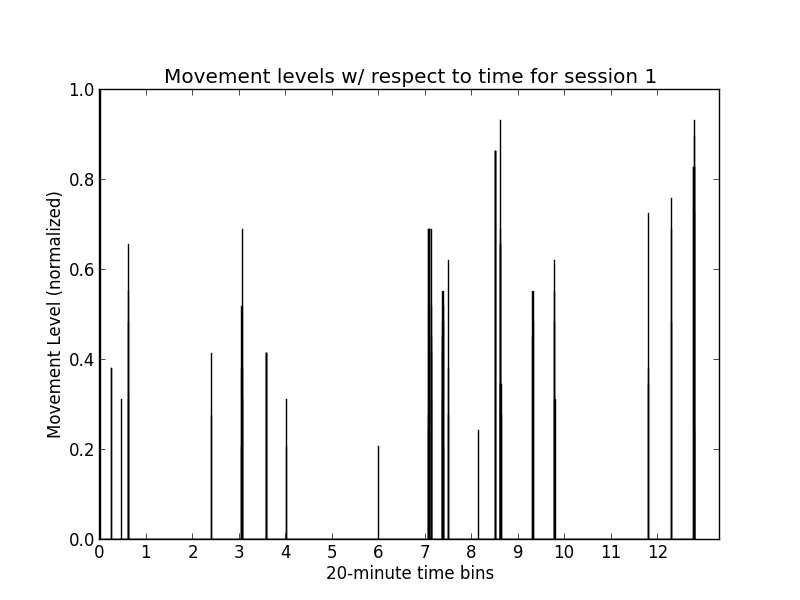 Movement levels w/ respect to time for session 1
1.0
0.8
0.6
0.4
0.2
0.0
Movement Level (normalized)
0 1 2 3 4 5 6 7 8 9 10 11 12
20-minute time bins